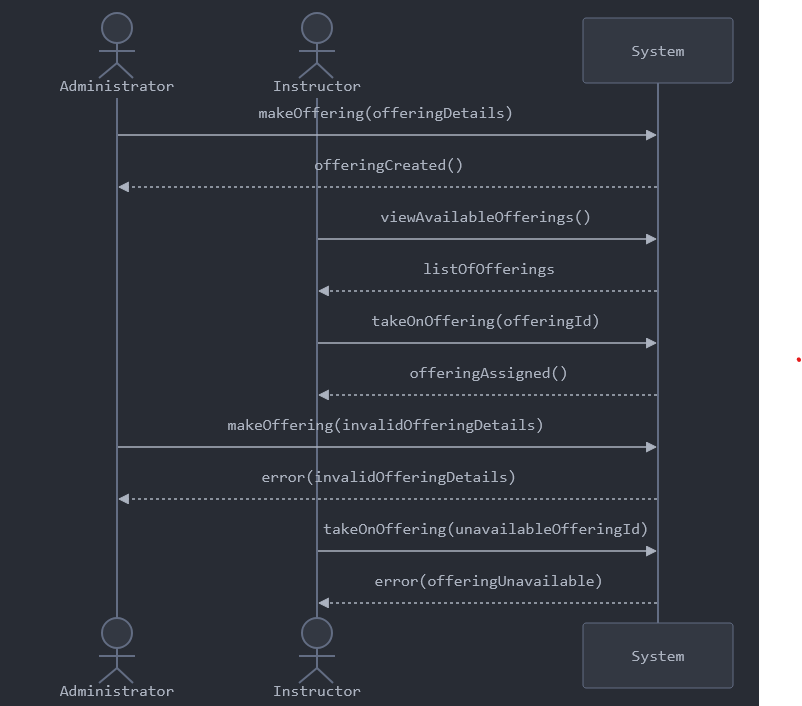 Administrator
Instructor
System
makeOffering(offeringDetails)
offeringCreated()
viewAvailableOfferings()
listOfOfferings
takeOnOffering(offeringId)
offeringAssigned()
makeOffering(invalidOfferingDetails)
error(invalidOfferingDetails)
takeOnOffering(unavailableOfferingId)
error(offeringUnavailable)
Administrator
Instructor
System